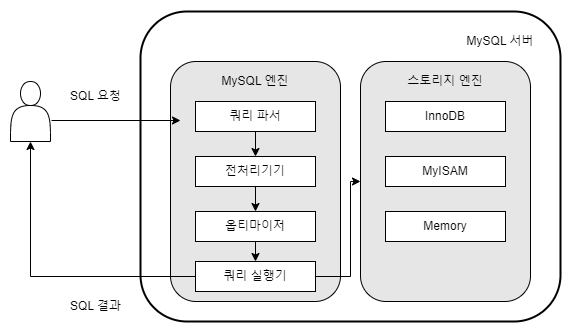 MySQL 서버
SQL 요청
MySQL 엔진
쿼리 파서
전처리기기
옵티마이저
쿼리 실행기
스토리지 엔진
InnoDB
MyISAM
Memory
SQL 결과